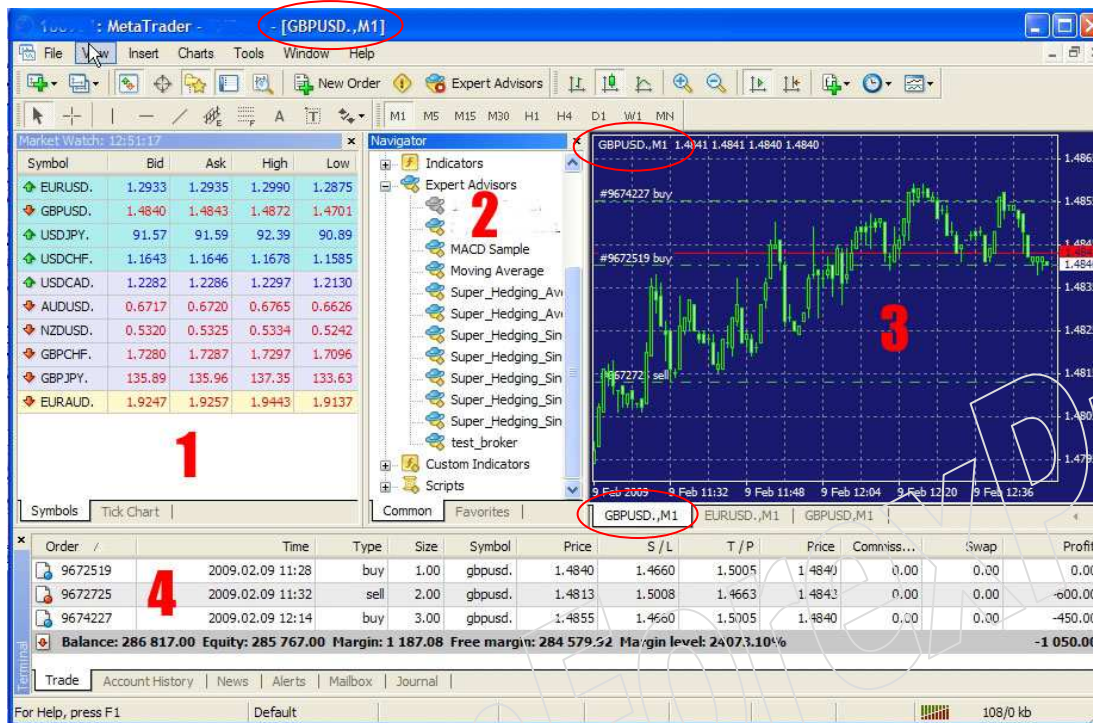 : MetaTrader - - [GBPUSD.,M1]
File View Insert Charts Tools Window Help
New Order Expert Advisors
A T M1 M5 M15 M30 H1 H4 D1 W1 MN
Market Watch: 12:51:17
Symbol Bid Ask High Low
EURUSD. 1.2933 1.2935 1.2990 1.2875
GBPUSD. 1.4840 1.4843 1.4872 1.4701
USDJPY. 91.57 91.59 92.39 90.89
USDCHF. 1.1643 1.1646 1.1678 1.1585
USDCAD. 1.2282 1.2286 1.2297 1.2130
AUDUSD. 0.6717 0.6720 0.6765 0.6626
NZDUSD. 0.5320 0.5325 0.5334 0.5242
GBPCHF. 1.7280 1.7287 1.7297 1.7096
GBPJPY. 135.89 135.96 137.35 133.63
EURAUD. 1.9247 1.9257 1.9443 1.9137
1
Symbols Tick Chart
Navigator
Indicators
Expert Advisors
2
MACD Sample
Moving Average
Super_Hedging_Av
Super_Hedging_Av
Super_Hedging_Sin
Super_Hedging_Sin
Super_Hedging_Sin
Super_Hedging_Sin
Super_Hedging_Sin
test_broker
Custom Indicators
Scripts
Common Favorites
GBPUSD.,M1 1.4841 1.4841 1.4840 1.4840
#9674227 buy
#9672519 buy
#9672725 sell
3
9 Feb 2009 9 Feb 11:32 9 Feb 11:48 9 Feb 12:04 9 Feb 12:20 9 Feb 12:36
GBPUSD.,M1 EURUSD.,M1 GBPUSD,M1
Order / Time Type Size Symbol Price S / L T / P Price Commiss... Swap Profit
9672519 2009.02.09 11:28 buy 1.00 gbpusd. 1.4840 1.4660 1.5005 1.4840 0.00 0.00 0.00
9672725 2009.02.09 11:32 sell 2.00 gbpusd. 1.4813 1.5008 1.4663 1.4843 0.00 0.00 -600.00
9674227 2009.02.09 12:14 buy 3.00 gbpusd. 1.4855 1.4660 1.5005 1.4840 0.00 0.00 -450.00
4
Balance: 286 817.00 Equity: 285 767.00 Margin: 1 187.08 Free margin: 284 579.92 Margin level: 24073.10% -1 050.00
Terminal
Trade Account History News Alerts Mailbox Journal
For Help, press F1 Default 108/0 kb